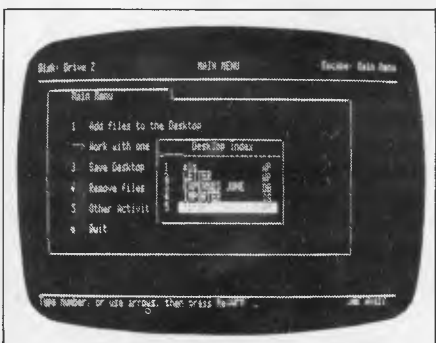 Disk: Drive 2 MAIN MENU Escape: Main Menu
Main Menu
1 Add files to the Desktop
Work with one
Desktop Index
3 Save Desktop
4 Remove files
5 Other Activit
6 Quit
Type number, or use arrows, then press Return